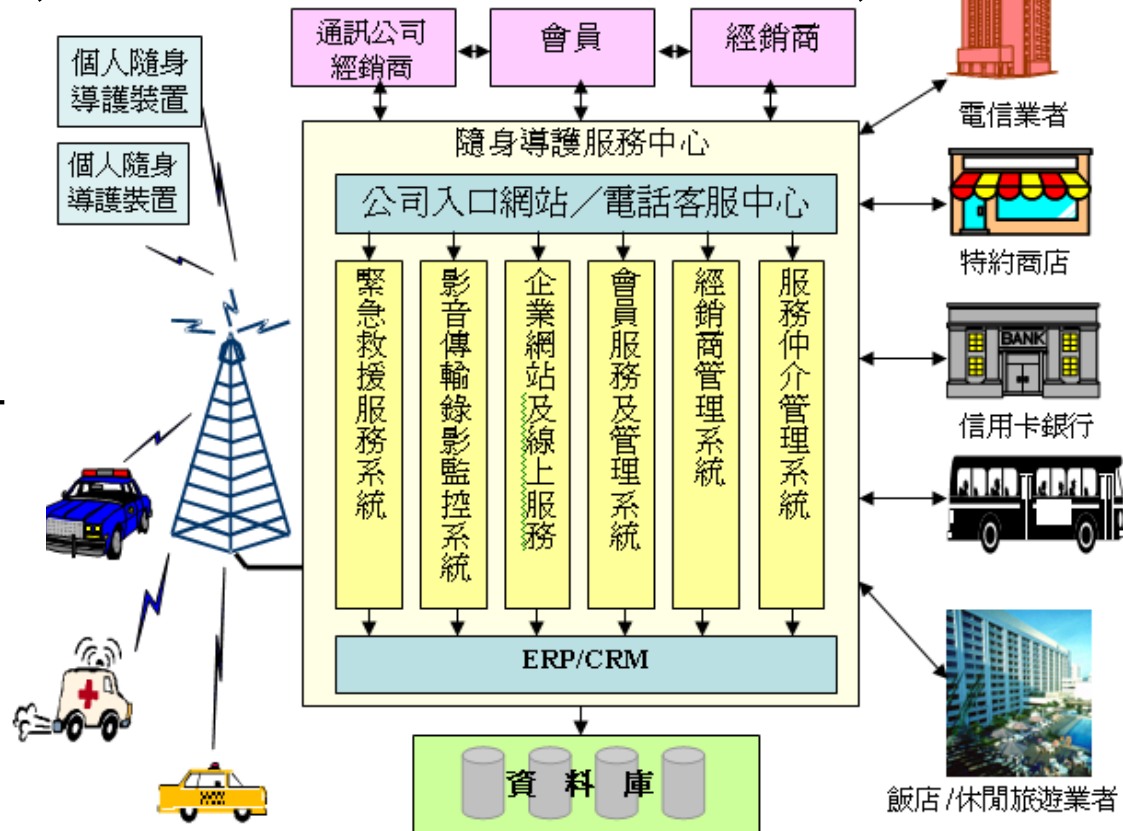 通訊公司
經銷商
會員
經銷商
個人隨身
導護裝置
個人隨身
導護裝置
隨身導護服務中心
公司入口網站／電話客服中心
緊急救援服務系統
影音傳輸錄影監控系統
企業網站及線上服務
會員服務及管理系統
經銷商管理系統
服務仲介管理系統
ERP/CRM
資料庫
電信業者
特約商店
BANK
信用卡銀行
飯店/休閒旅遊業者